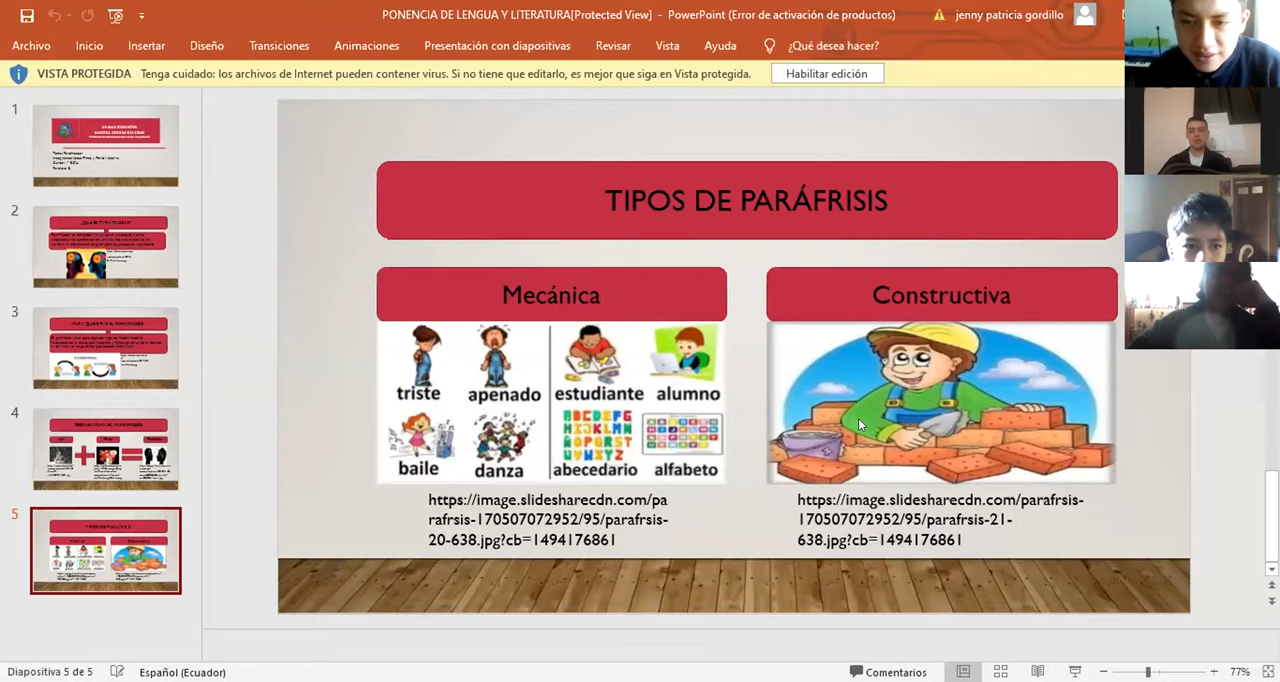 PONENCIA DE LENGUA Y LITERATURA[Protected View] - PowerPoint (Error de activación de productos)
jenny patricia gordillo
Archivo Inicio Insertar Diseño Transiciones Animaciones Presentación con diapositivas Revisar Vista Ayuda ¿Qué desea hacer?
VISTA PROTEGIDA Tenga cuidado: los archivos de Internet pueden contener virus. Si no tiene que editarlo, es mejor que siga en Vista protegida. Habilitar edición
1
2
3
4
5
TIPOS DE PARÁFRISIS
Mecánica
Constructiva
triste apenado estudiante alumno
baile danza abecedario alfabeto
https://image.slidesharecdn.com/pa
rafrsis-170507072952/95/parafrsis-
20-638.jpg?cb=1494176861
https://image.slidesharecdn.com/parafrsis-
170507072952/95/parafrsis-21-
638.jpg?cb=1494176861
Diapositiva 5 de 5 Español (Ecuador) Comentarios 77%